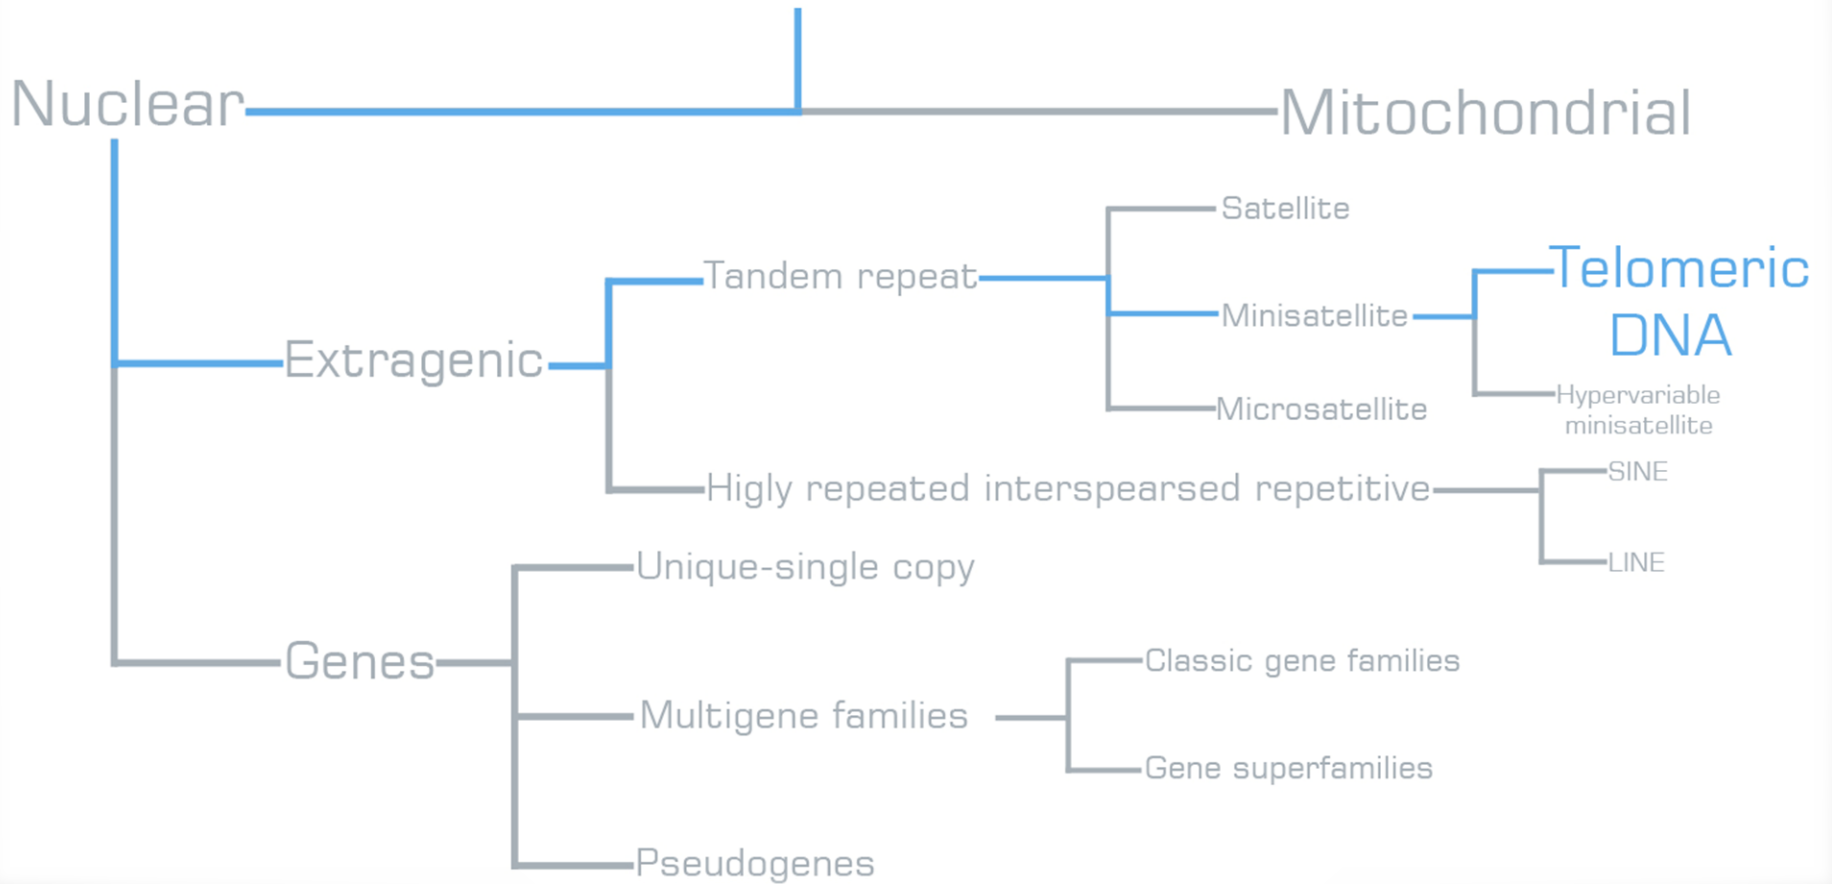 Nuclear
Mitochondrial
Satellite
Tandem repeat
Telomeric
DNA
Minisatellite
Extragenic
Hypervariable
minisatellite
Microsatellite
SINE
Higly repeated interspearsed repetitive
LINE
Unique-single copy
Genes
Classic gene families
Multigene families
Gene superfamilies
Pseudogenes